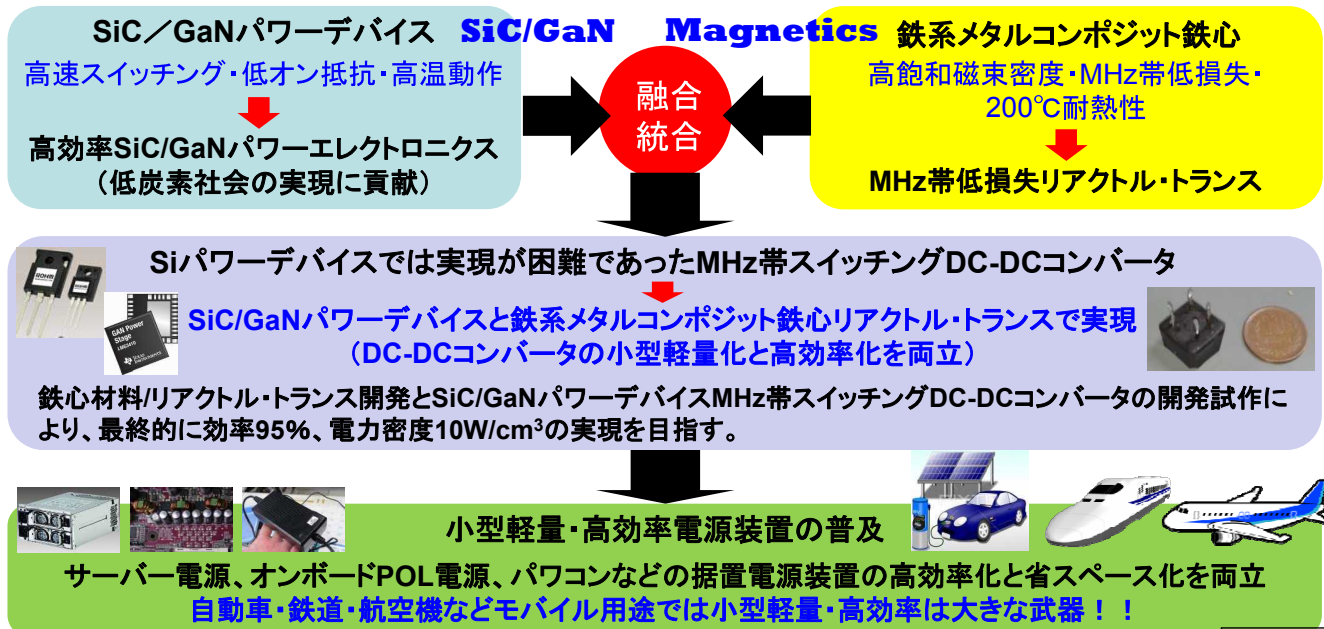 SiC／GaNパワーデバイス
高速スイッチング・低オン抵抗・高温動作
高効率SiC/GaNパワーエレクトロニクス
（低炭素社会の実現に貢献）
SiC/GaN Magnetics
融合
統合
鉄系メタルコンポジット鉄心
高飽和磁束密度・MHz帯低損失・
200℃耐熱性
MHz帯低損失リアクトル・トランス
Siパワーデバイスでは実現が困難であったMHz帯スイッチングDC-DCコンバータ
SiC/GaNパワーデバイスと鉄系メタルコンポジット鉄心リアクトル・トランスで実現
（DC-DCコンバータの小型軽量化と高効率化を両立）
ROHM
GAN Power
Stage
鉄心材料/リアクトル・トランス開発とSiC/GaNパワーデバイスMHz帯スイッチングDC-DCコンバータの開発試作に
より、最終的に効率95%、電力密度10W/cm³の実現を目指す。
小型軽量・高効率電源装置の普及
サーバー電源、オンボードPOL電源、パワコンなどの据置電源装置の高効率化と省スペース化を両立
自動車・鉄道・航空機などモバイル用途では小型軽量・高効率は大きな武器！！